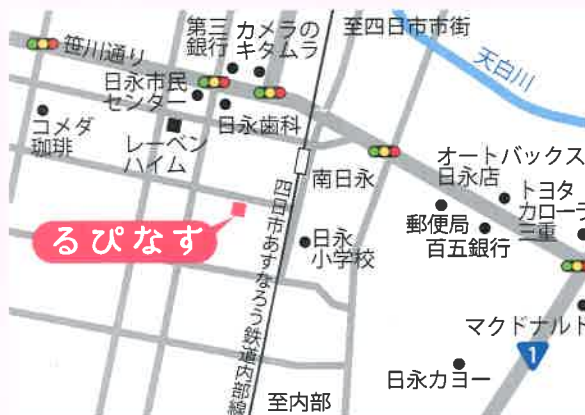 第三
銀行
カメラの
キタムラ
至四日市市街
笹川通り
天白川
日永市民
センター
コメダ
珈琲
レーベン
ハイム
日永歯科
オートバックス
日永店
南日永
トヨタ
カローラ
三重
郵便局
百五銀行
るぴなす
日永
小学校
四日市あすなろう鉄道内部線
マクドナルド
1
日永カヨー
至内部